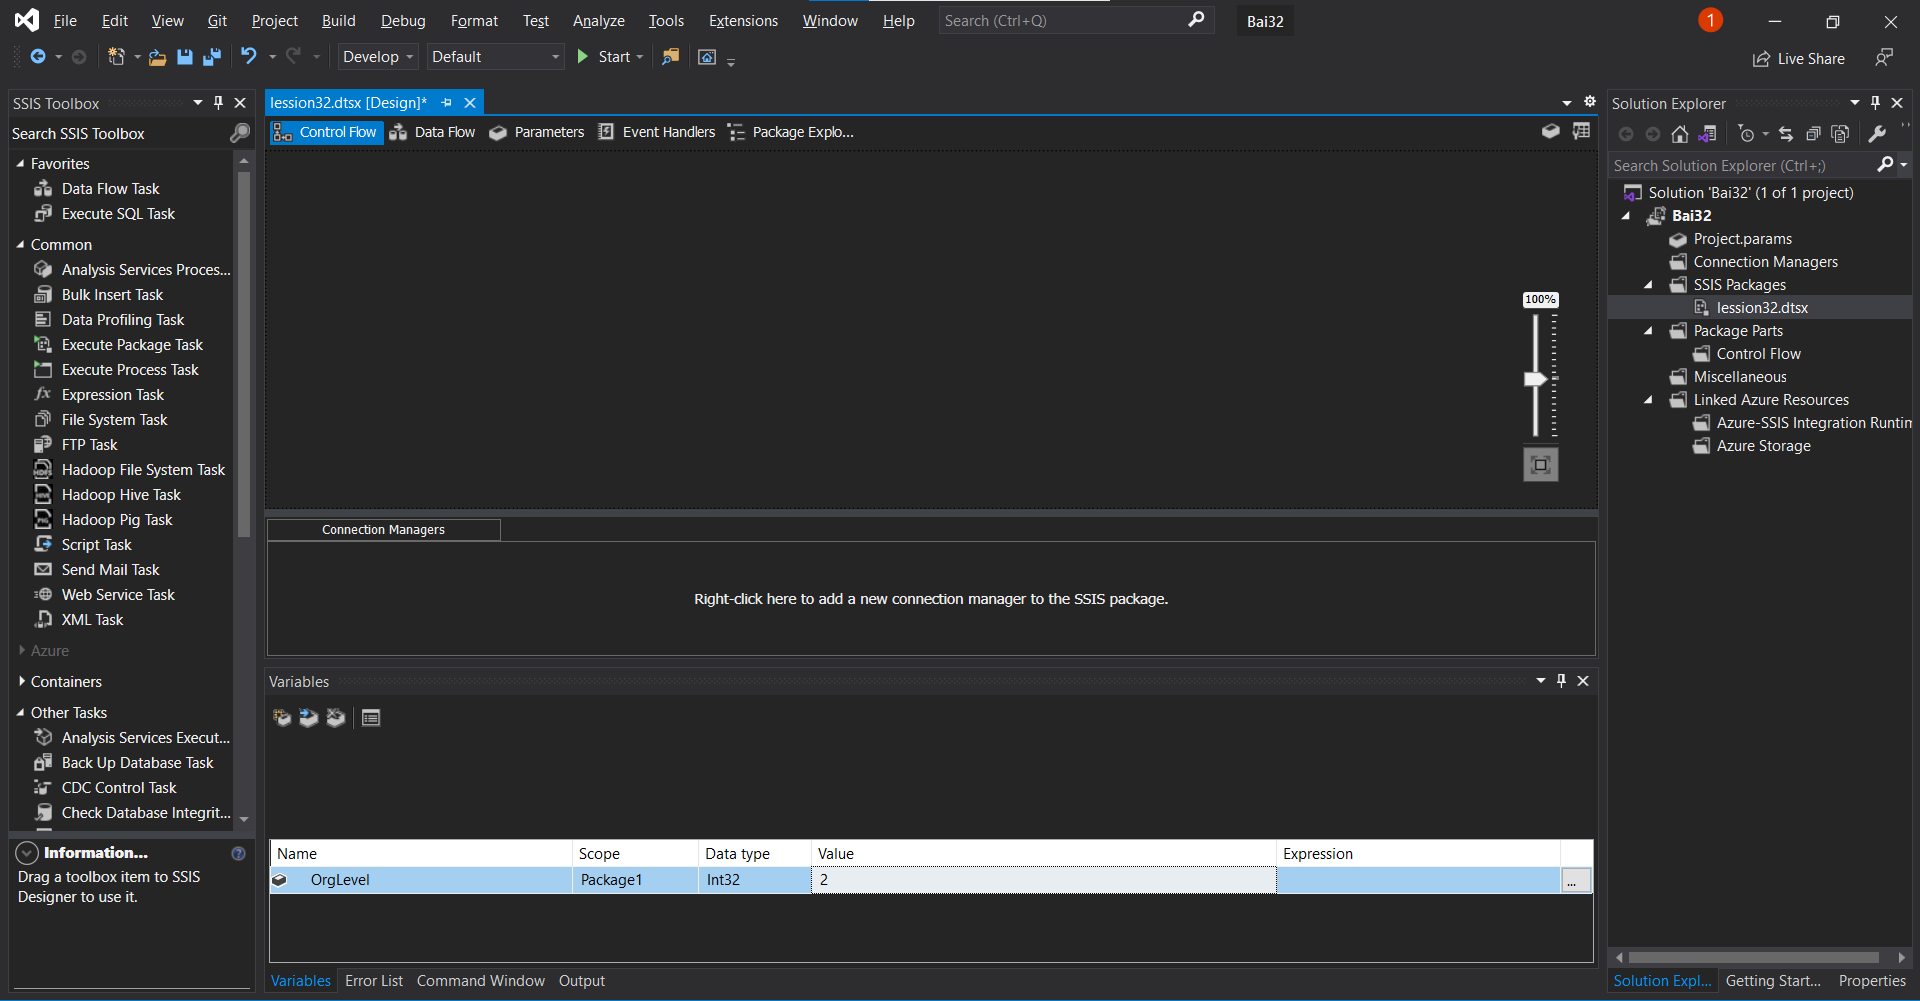 File Edit View Git Project Build Debug Format Test Analyze Tools Extensions Window Help Search (Ctrl+Q) Bai32 1
Develop Default Start Live Share
SSIS Toolbox
Search SSIS Toolbox
Favorites
Data Flow Task
Execute SQL Task
Common
Analysis Services Proces...
Bulk Insert Task
Data Profiling Task
Execute Package Task
Execute Process Task
Expression Task
File System Task
FTP Task
Hadoop File System Task
Hadoop Hive Task
Hadoop Pig Task
Script Task
Send Mail Task
Web Service Task
XML Task
Azure
Containers
Other Tasks
Analysis Services Execut...
Back Up Database Task
CDC Control Task
Check Database Integrit...
Information...
Drag a toolbox item to SSIS
Designer to use it.
lession32.dtsx [Design]*
Control Flow Data Flow Parameters Event Handlers Package Explo...
100%
Connection Managers
Right-click here to add a new connection manager to the SSIS package.
Variables
Name Scope Data type Value Expression
OrgLevel Package1 Int32 2 ...
Variables Error List Command Window Output
Solution Explorer
Search Solution Explorer (Ctrl+;)
Solution 'Bai32' (1 of 1 project)
Bai32
Project.params
Connection Managers
SSIS Packages
lession32.dtsx
Package Parts
Control Flow
Miscellaneous
Linked Azure Resources
Azure-SSIS Integration Runtim
Azure Storage
Solution Expl... Getting Start... Properties